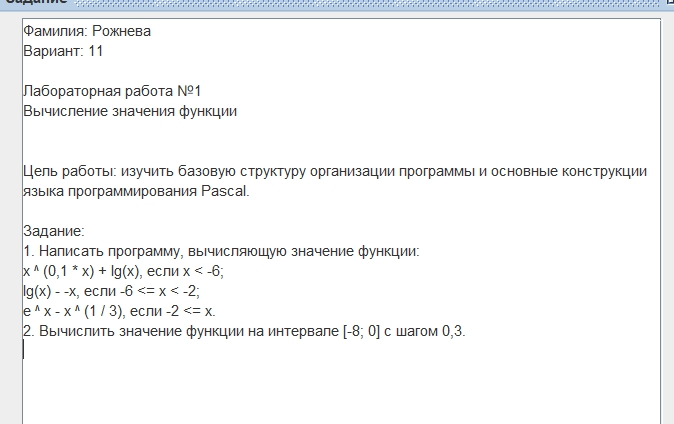 Задание
Фамилия: Рожнева
Вариант: 11
Лабораторная работа №1
Вычисление значения функции
Цель работы: изучить базовую структуру организации программы и основные конструкции
языка программирования Pascal.
Задание:
1. Написать программу, вычисляющую значение функции:
x ^ (0,1 * x) + lg(x), если x < -6;
lg(x) - -x, если -6 <= x < -2;
e ^ x - x ^ (1 / 3), если -2 <= x.
2. Вычислить значение функции на интервале [-8; 0] с шагом 0,3.